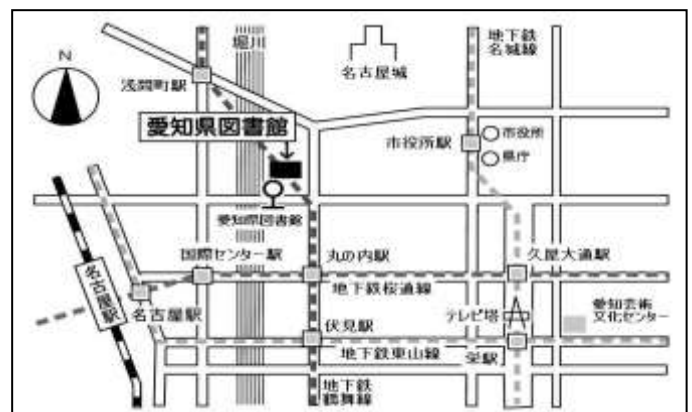 堀川
地下鉄
名城線
N
名古屋城
浅間町駅
愛知県図書館
市役所駅
市役所
県庁
愛知県図書館
国際センター駅
丸の内駅
久屋大通駅
名古屋駅
地下鉄桜通線
名古屋駅
テレビ塔
愛知芸術
文化センター
伏見駅
地下鉄東山線
栄駅
地下鉄
鶴舞線